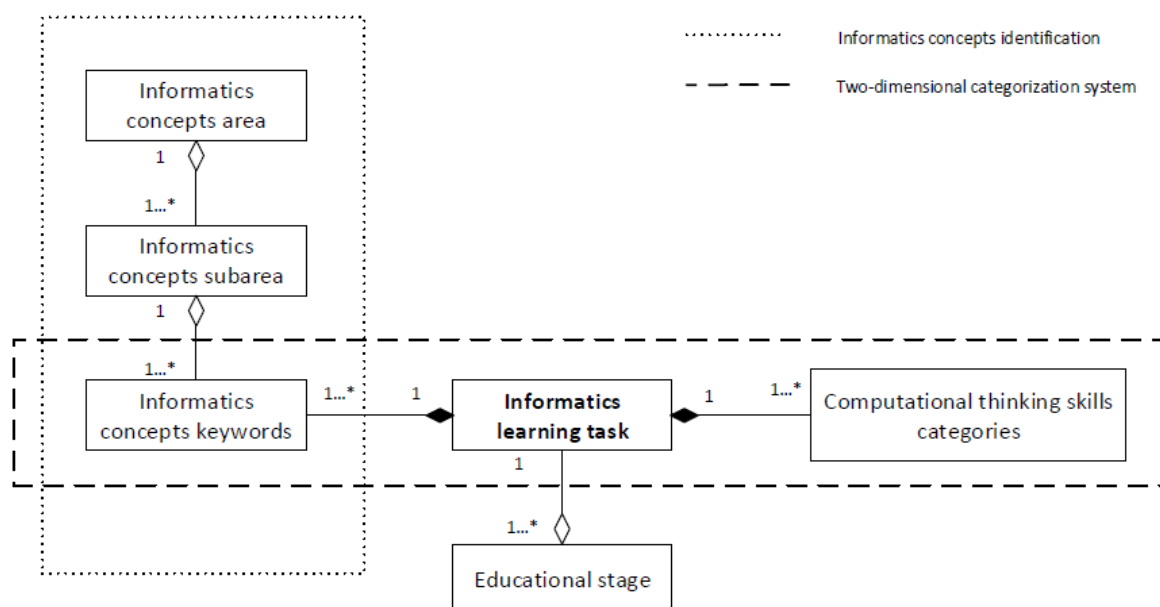 Informatics concepts identification
Two-dimensional categorization system
Informatics
concepts area
1
1...*
Informatics
concepts subarea
1
1...*
Informatics
concepts keywords
1...*
1
Informatics
learning task
1
1...*
Computational thinking skills
categories
1
1...*
Educational stage